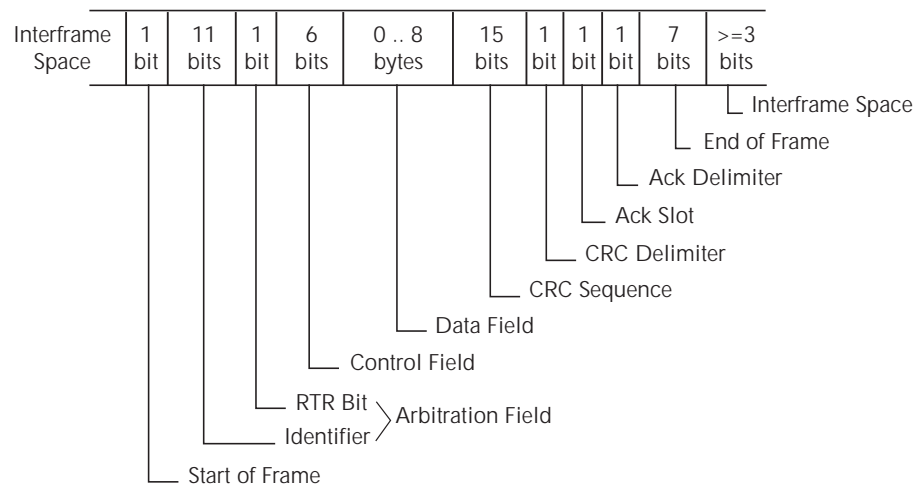 Interframe 1 11 1 6 0 .. 8 15 1 1 1 7 >=3
Space bit bits bit bits bytes bits bit bit bit bits bits
Interframe Space
End of Frame
Ack Delimiter
Ack Slot
CRC Delimiter
CRC Sequence
Data Field
Control Field
RTR Bit
Arbitration Field
Identifier
Start of Frame